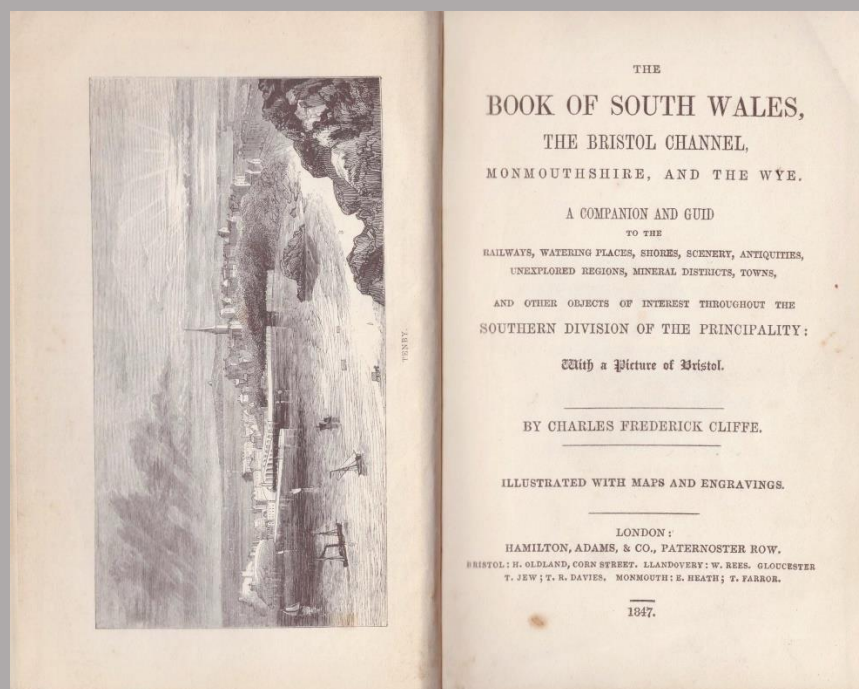 TENBY.
THE
BOOK OF SOUTH WALES,
THE BRISTOL CHANNEL,
MONMOUTHSHIRE, AND THE WYE.
A COMPANION AND GUID
TO THE
RAILWAYS, WATERING PLACES, SHORES, SCENERY, ANTIQUITIES,
UNEXPLORED REGIONS, MINERAL DISTRICTS, TOWNS,
AND OTHER OBJECTS OF INTEREST THROUGHOUT THE
SOUTHERN DIVISION OF THE PRINCIPALITY:
With a Picture of Bristol.
BY CHARLES FREDERICK CLIFFE.
ILLUSTRATED WITH MAPS AND ENGRAVINGS.
LONDON:
HAMILTON, ADAMS, & CO., PATERNOSTER ROW.
BRISTOL: H. OLDLAND, CORN STREET. LLANDOVERY: W. REES. GLOUCESTER
T. JEW; T. R. DAVIES. MONMOUTH: E. HEATH; T. FARROR.
1847.